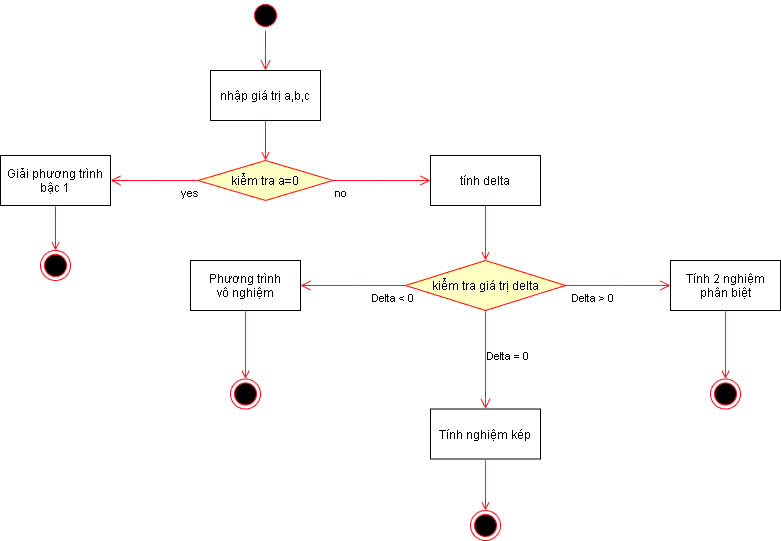 nhập giá trị a,b,c
Giải phương trình
bậc 1
kiểm tra a=0
tính delta
yes
no
Phương trình
vô nghiệm
kiểm tra giá trị delta
Tính 2 nghiệm
phân biệt
Delta < 0
Delta > 0
Delta = 0
Tính nghiệm kép